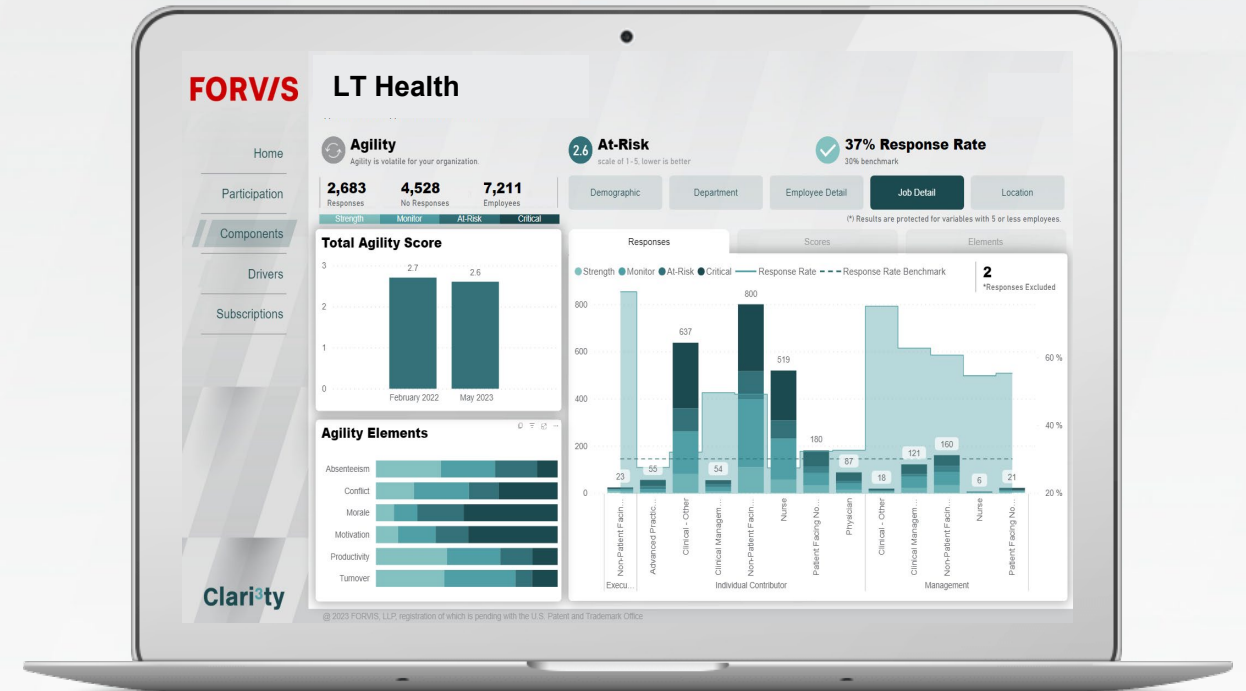 FORVIS
LT Health
Home
Participation
Components
Drivers
Subscriptions
Clari3ty
Agility
Agility is volatile for your organization.
2.6
At-Risk
scale of 1-5, lower is better
37% Response Rate
30% benchmark
2,683
4,528
7,211
Responses
No Responses
Employees
Strength
Monitor
At-Risk
Critical
Demographic
Department
Employee Detail
Job Detail
Location
(*) Results are protected for variables with 5 or less employees.
Total Agility Score
3
2
1
0
2.7
2.6
February 2022
May 2023
Agility Elements
Absenteeism
Conflict
Morale
Motivation
Productivity
Turnover
Responses
Scores
Elements
Strength
Monitor
At-Risk
Critical
Response Rate
Response Rate Benchmark
2
*Responses Excluded
800
600
400
200
0
60 %
40 %
20 %
23
55
637
54
800
519
180
87
18
121
160
6
21
Non-Patient Facin...
Advanced Practic...
Clinical - Other
Clinical Managem...
Non-Patient Facin...
Nurse
Patient Facing No...
Physician
Clinical - Other
Clinical Managem...
Non-Patient Facin...
Nurse
Patient Facing No...
Execu...
Individual Contributor
Management
@ 2023 FORVIS, LLP, registration of which is pending with the U.S. Patent and Trademark Office